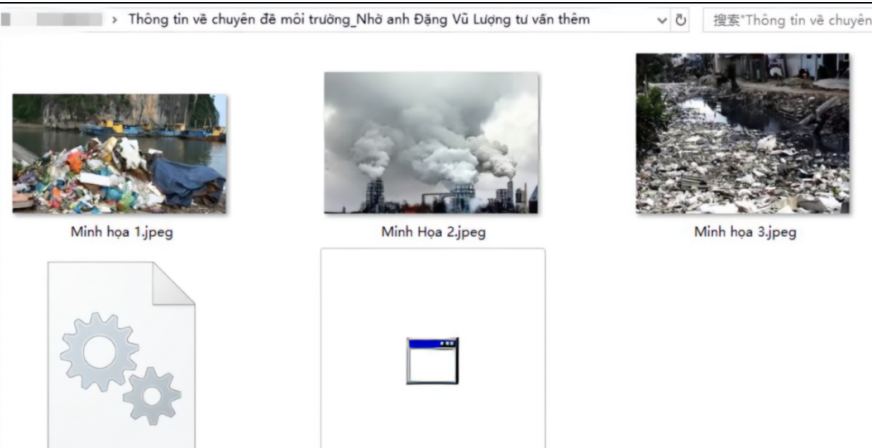 › Thông tin về chuyên đề môi trường_Nhờ anh Đặng Vũ Lượng tư vấn thêm
搜索"Thông tin về chuyên
Minh họa 1.jpeg
Minh Họa 2.jpeg
Minh họa 3.jpeg